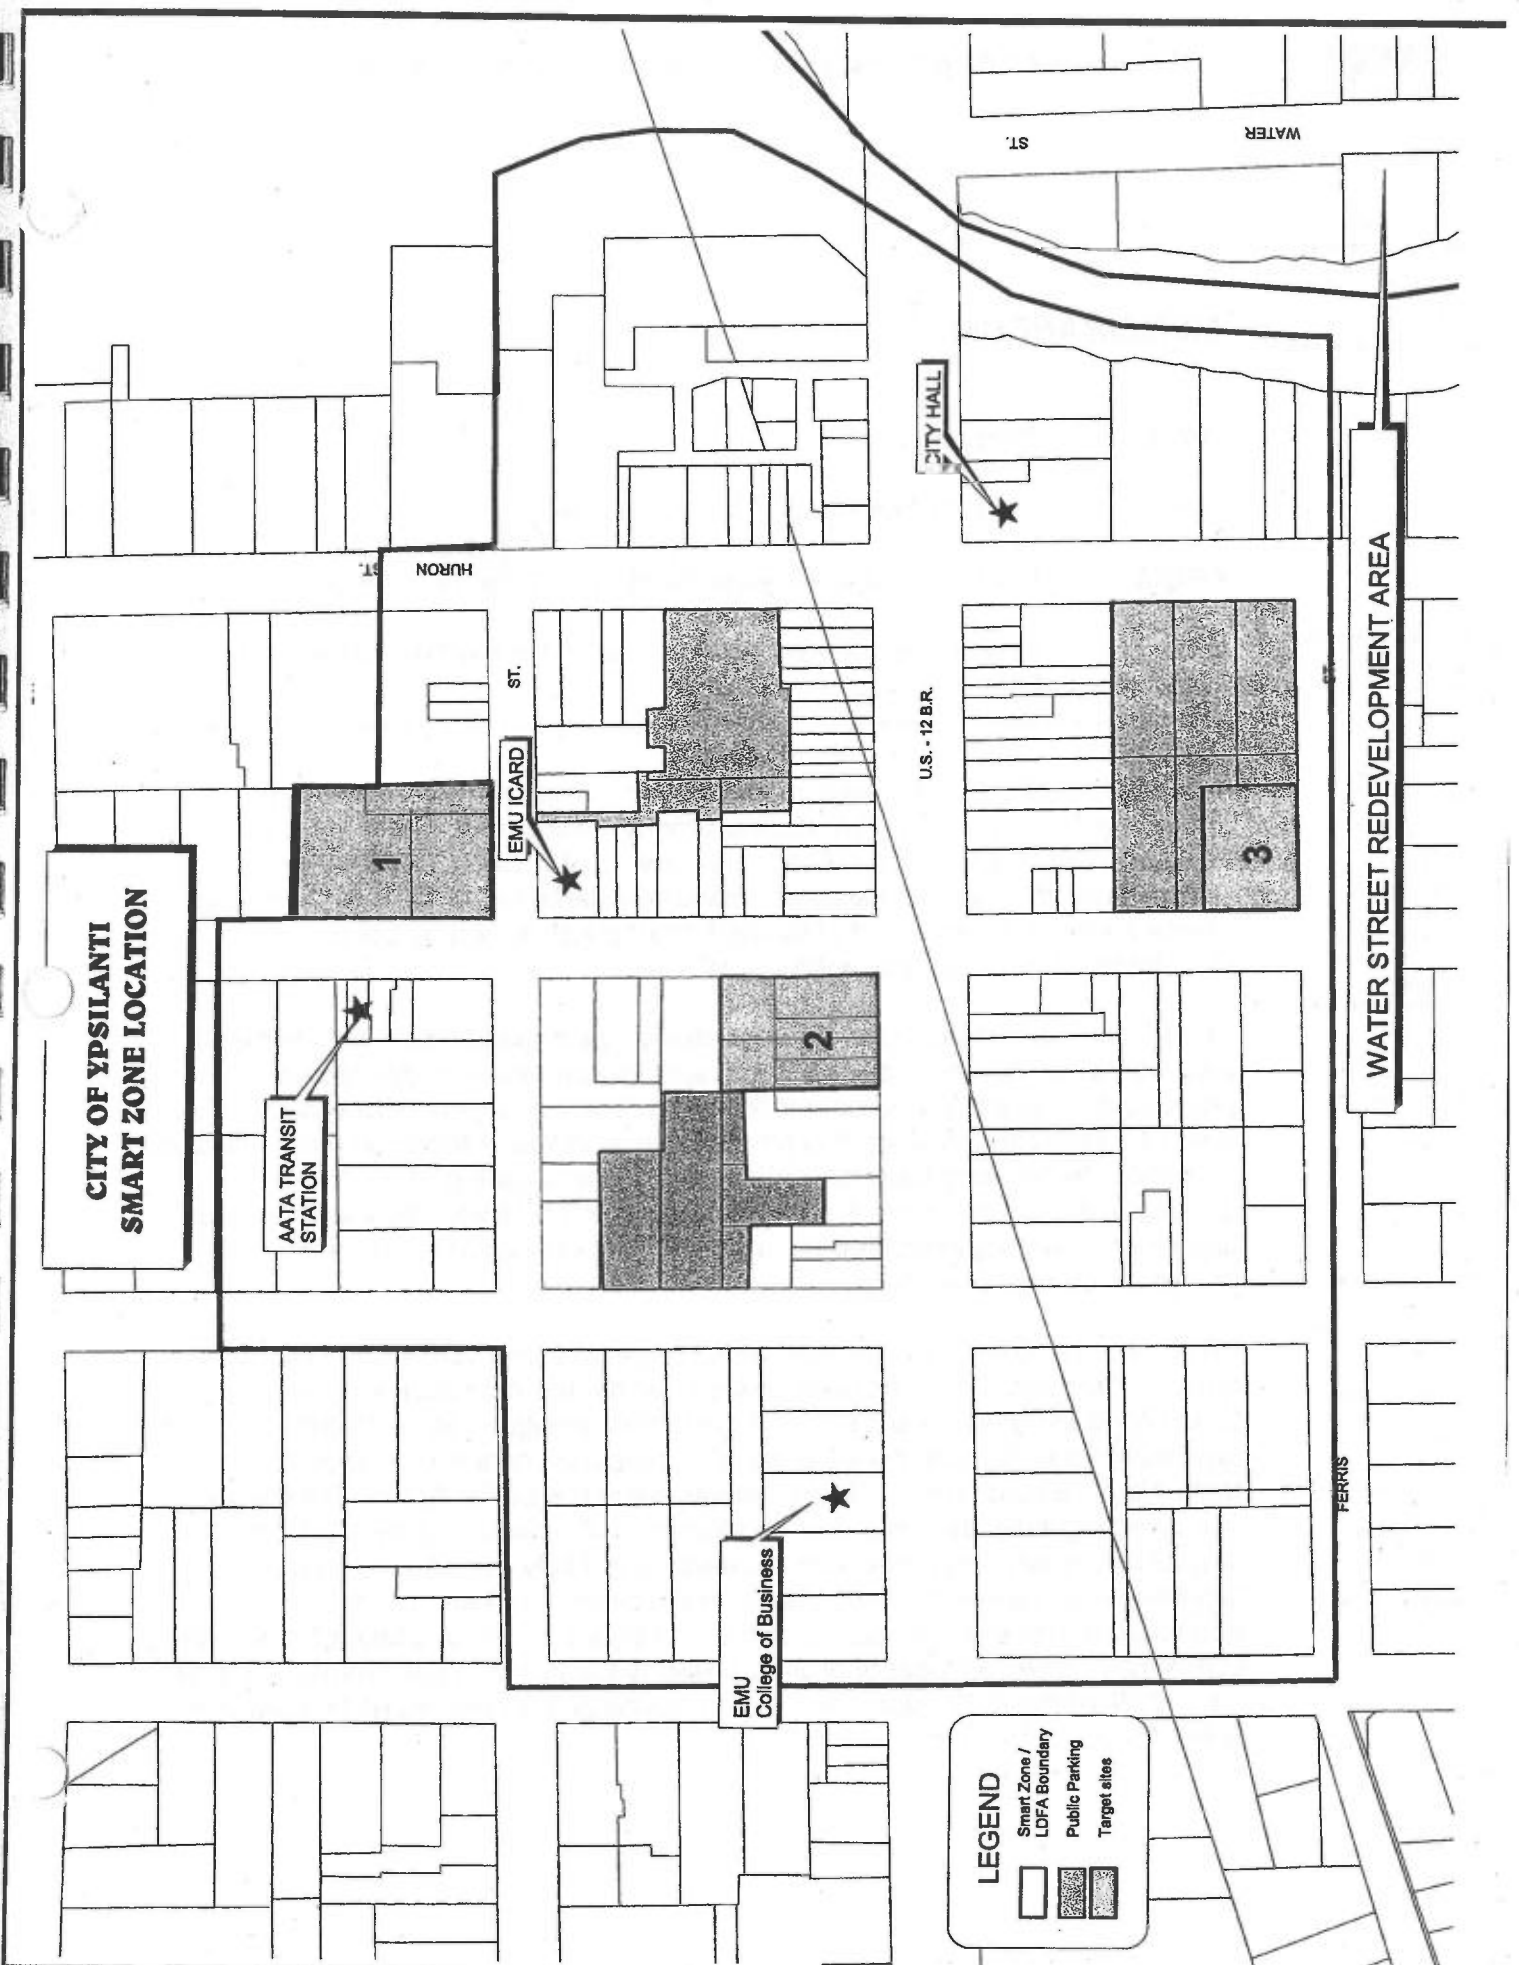 CITY OF YPSILANTI
SMART ZONE LOCATION
AATA TRANSIT
STATION
1
HURON
ST.
EMU ICARD
ST.
2
EMU
College of Business
U.S. - 12 B.R.
CITY HALL
ST.
WATER
3
ST.
FERRIS
WATER STREET REDEVELOPMENT AREA
LEGEND
Smart Zone /
LDFA Boundary
Public Parking
Target sites